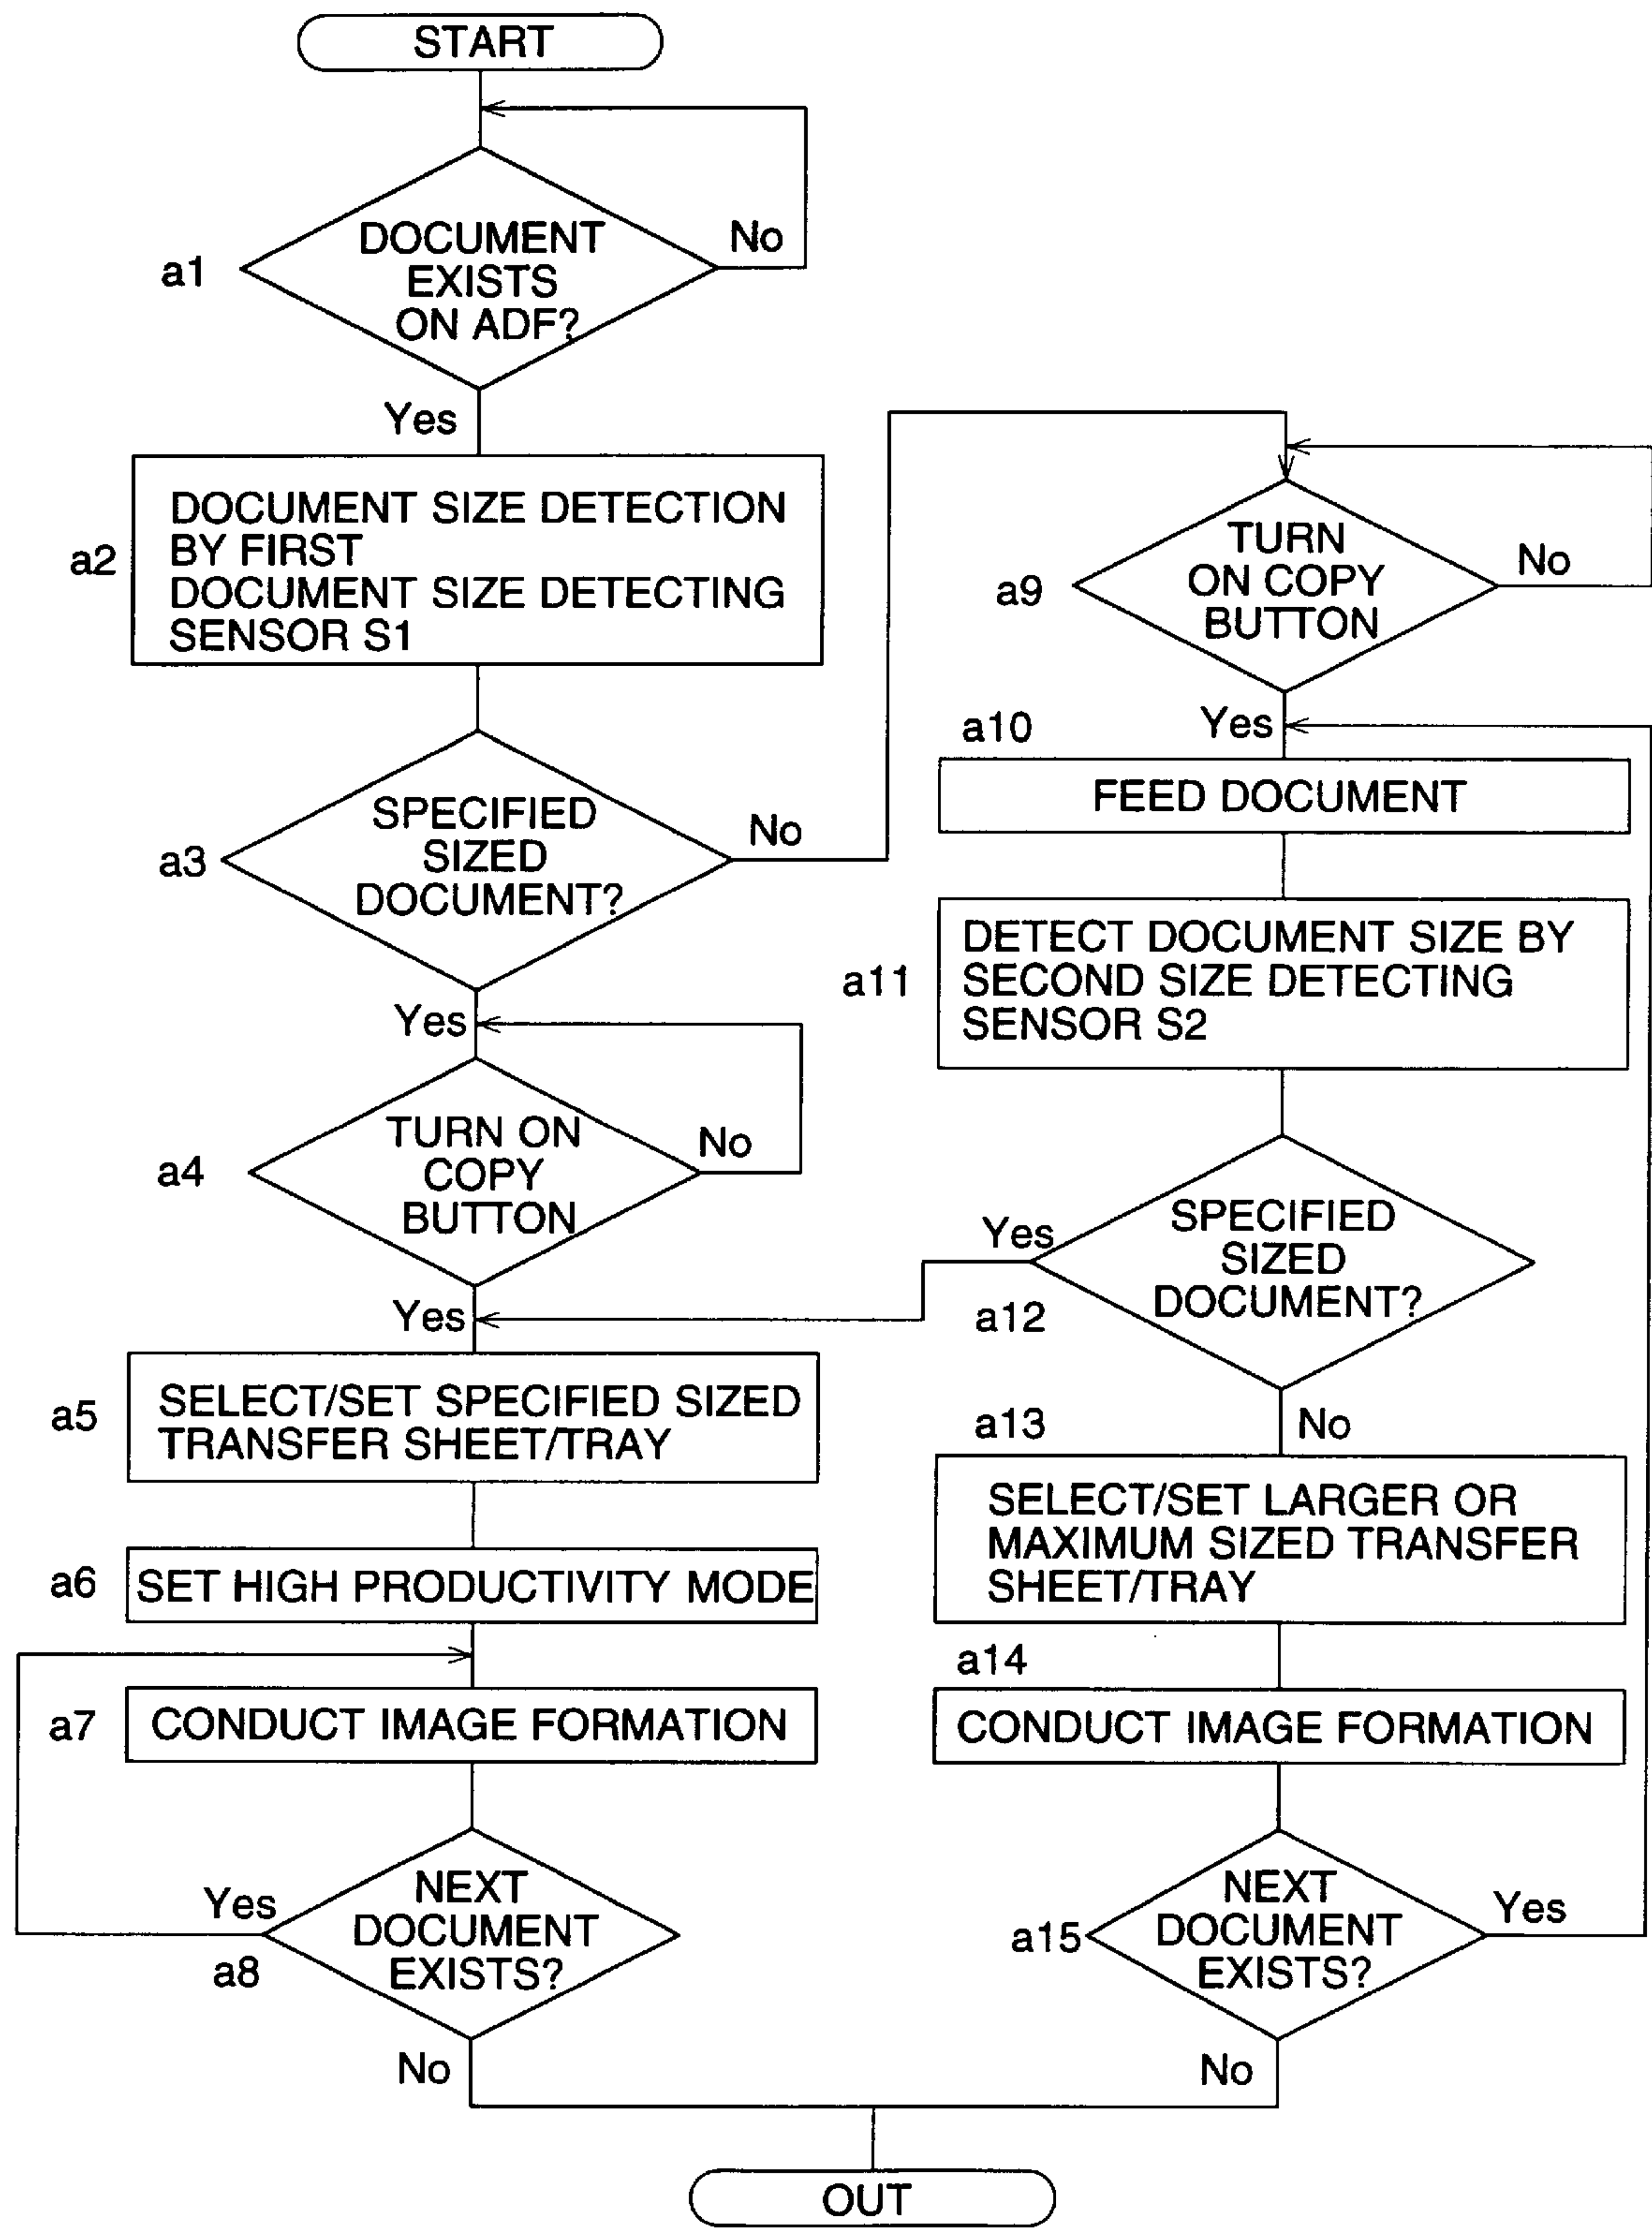 START
DOCUMENT
EXISTS
ON ADF?
a1
No
Yes
DOCUMENT SIZE DETECTION
BY FIRST
DOCUMENT SIZE DETECTING
SENSOR S1
a2
SPECIFIED
SIZED
DOCUMENT?
a3
No
Yes
TURN ON
COPY
BUTTON
a4
No
Yes
a5
SELECT/SET SPECIFIED SIZED
TRANSFER SHEET/TRAY
a6
SET HIGH PRODUCTIVITY MODE
a7
CONDUCT IMAGE FORMATION
Yes
NEXT
DOCUMENT
EXISTS?
a8
No
TURN
ON COPY
BUTTON
a9
No
Yes
a10
FEED DOCUMENT
a11
DETECT DOCUMENT SIZE BY
SECOND SIZE DETECTING
SENSOR S2
Yes
SPECIFIED
SIZED
DOCUMENT?
a12
No
a13
SELECT/SET LARGER OR
MAXIMUM SIZED TRANSFER
SHEET/TRAY
a14
CONDUCT IMAGE FORMATION
NEXT
DOCUMENT
EXISTS?
a15
Yes
No
OUT